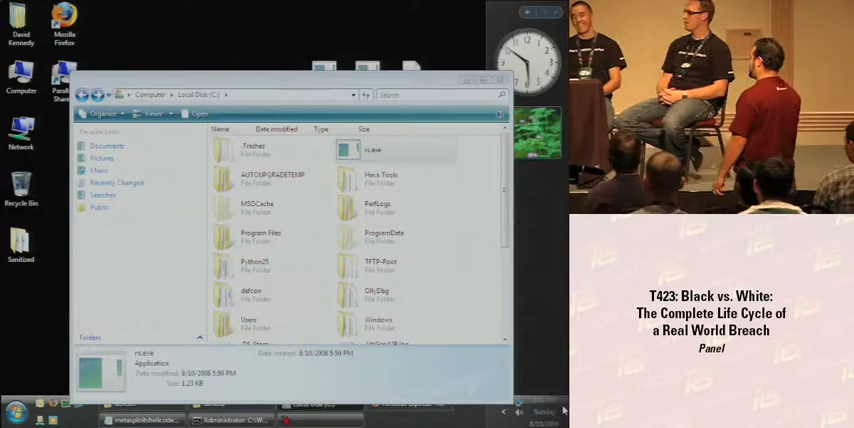 David
Kennedy
Mozilla
Firefox
Computer
Network
Recycle Bin
Sanitized
Computer
Local Disk (C:)
Search
Organize
Views
Open
Favorite Links
Documents
Pictures
Music
Recently Changed
Searches
Public
Folders
Name
Date modified
Type
Size
.Trashes
File Folder
rs.exe
AUTOUPGRADETEMP
File Folder
Hack Tools
File Folder
MSDCache
File Folder
PerfLogs
File Folder
Program Files
File Folder
ProgramData
File Folder
Python25
File Folder
TFTP-Root
File Folder
defcon
File Folder
OllyDbg
File Folder
Users
File Folder
Windows
File Folder
rs.exe
Application
Date modified: 8/10/2008 5:50 PM
Size: 1.23 KB
Date created: 8/10/2008 5:50 PM
Administrator: C:\W...
Sunday
T423: Black vs. White:
The Complete Life Cycle of
a Real World Breach
Panel